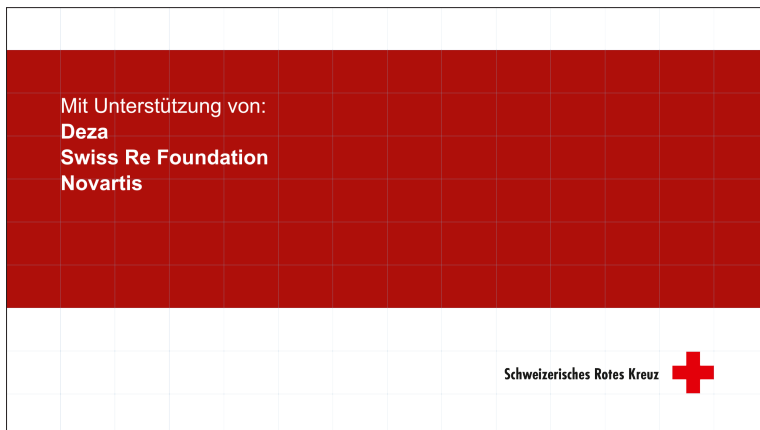 Mit Unterstützung von:
Deza
Swiss Re Foundation
Novartis
Schweizerisches Rotes Kreuz